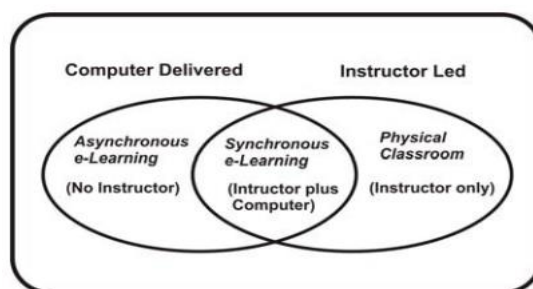 Computer Delivered
Instructor Led
Asynchronous
e-Learning
(No Instructor)
Synchronous
e-Learning
(Intructor plus
Computer)
Physical
Classroom
(Instructor only)